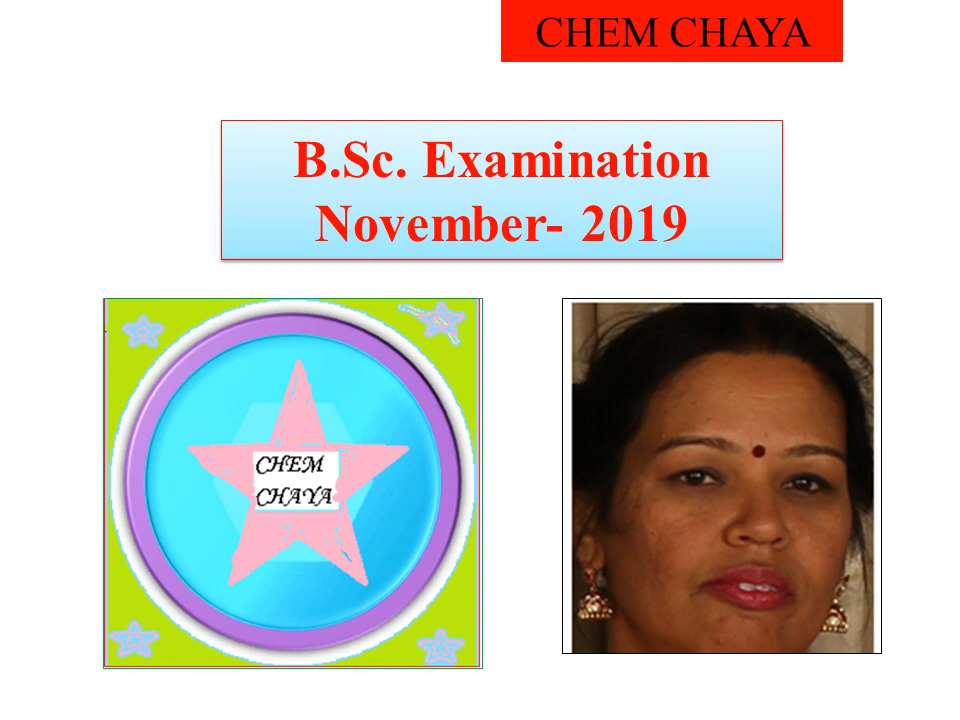 CHEM CHAYA
B.Sc. Examination
November- 2019
CHEM
CHAYA